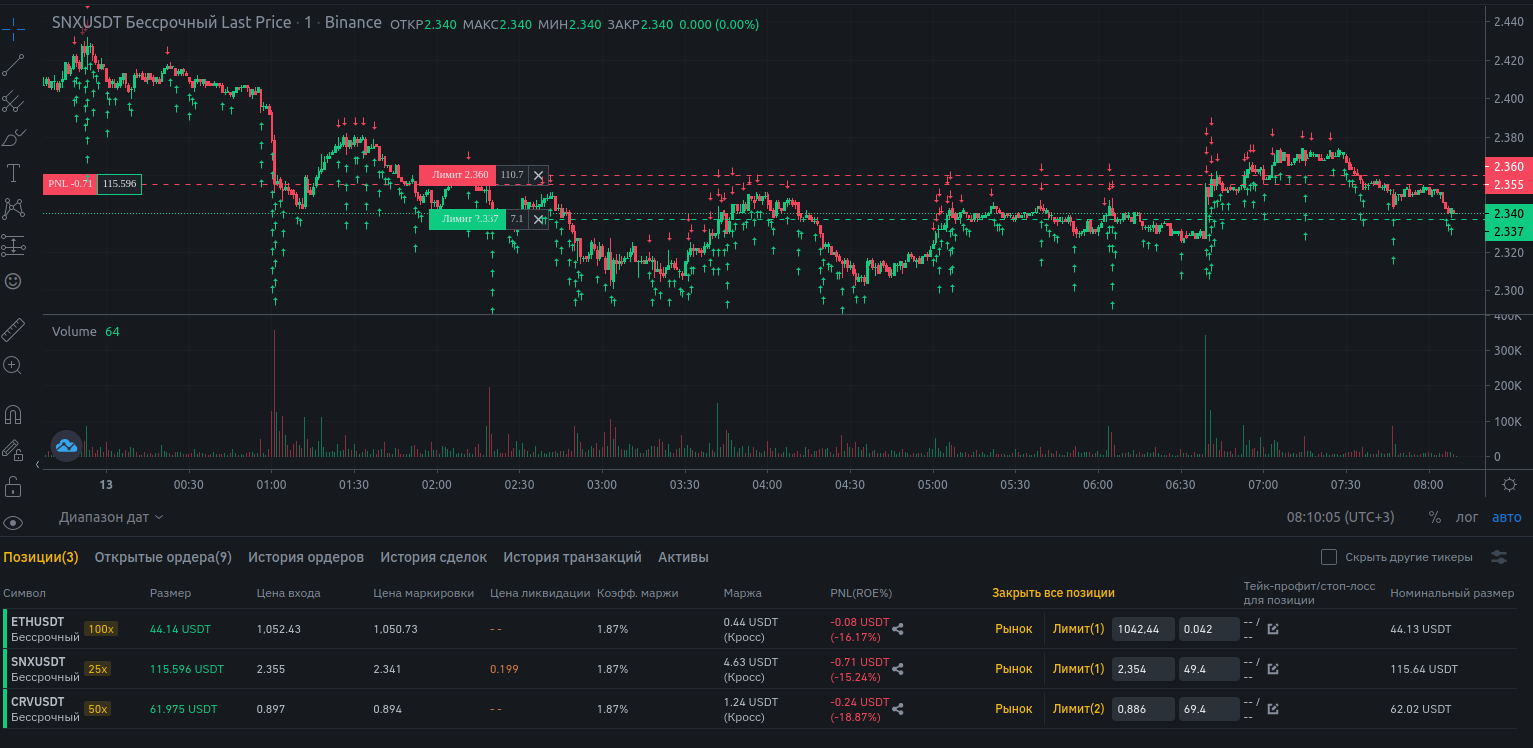 SNXUSDT Бессрочный Last Price · 1 · Binance ОТКР2.340 МАКС2.340 МИН2.340 ЗАКР2.340 0.000 (0.00%)
2.440
2.420
2.400
2.380
2.360
2.355
2.340
2.337
2.320
2.300
PNL -0.71 115.596
Лимит 2.360 110.7
Лимит 2.337 7.1
Volume 64
400K
300K
200K
100K
0
13 00:30 01:00 01:30 02:00 02:30 03:00 03:30 04:00 04:30 05:00 05:30 06:00 06:30 07:00 07:30 08:00
Диапазон дат 08:10:05 (UTC+3) % лог авто
Позиции(3) Открытые ордера(9) История ордеров История сделок История транзакций Активы Скрыть другие тикеры
Символ Размер Цена входа Цена маркировки Цена ликвидации Коэфф. маржи Маржа PNL(ROE%) Закрыть все позиции Тейк-профит/стоп-лосс Номинальный размер
для позиции
ETHUSDT 100x 44.14 USDT 1,052.43 1,050.73 -- 1.87% 0.44 USDT -0.08 USDT Рынок Лимит(1) 1042,44 0.042 -- / 44.13 USDT
Бессрочный (Кросс) (-16.17%) --
SNXUSDT 25x 115.596 USDT 2.355 2.341 0.199 1.87% 4.63 USDT -0.71 USDT Рынок Лимит(1) 2,354 49.4 -- / 115.64 USDT
Бессрочный (Кросс) (-15.24%) --
CRVUSDT 50x 61.975 USDT 0.897 0.894 -- 1.87% 1.24 USDT -0.24 USDT Рынок Лимит(2) 0,886 69.4 -- / 62.02 USDT
Бессрочный (Кросс) (-18.87%) --